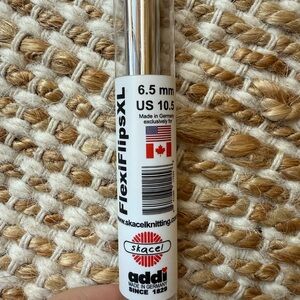 FlexiFlipsXL
6.5 mm
US 10.5
Made in Germany
exclusively for
www.skacelknitting.com
skacel
addi
MADE IN GERMANY
SINCE 1829